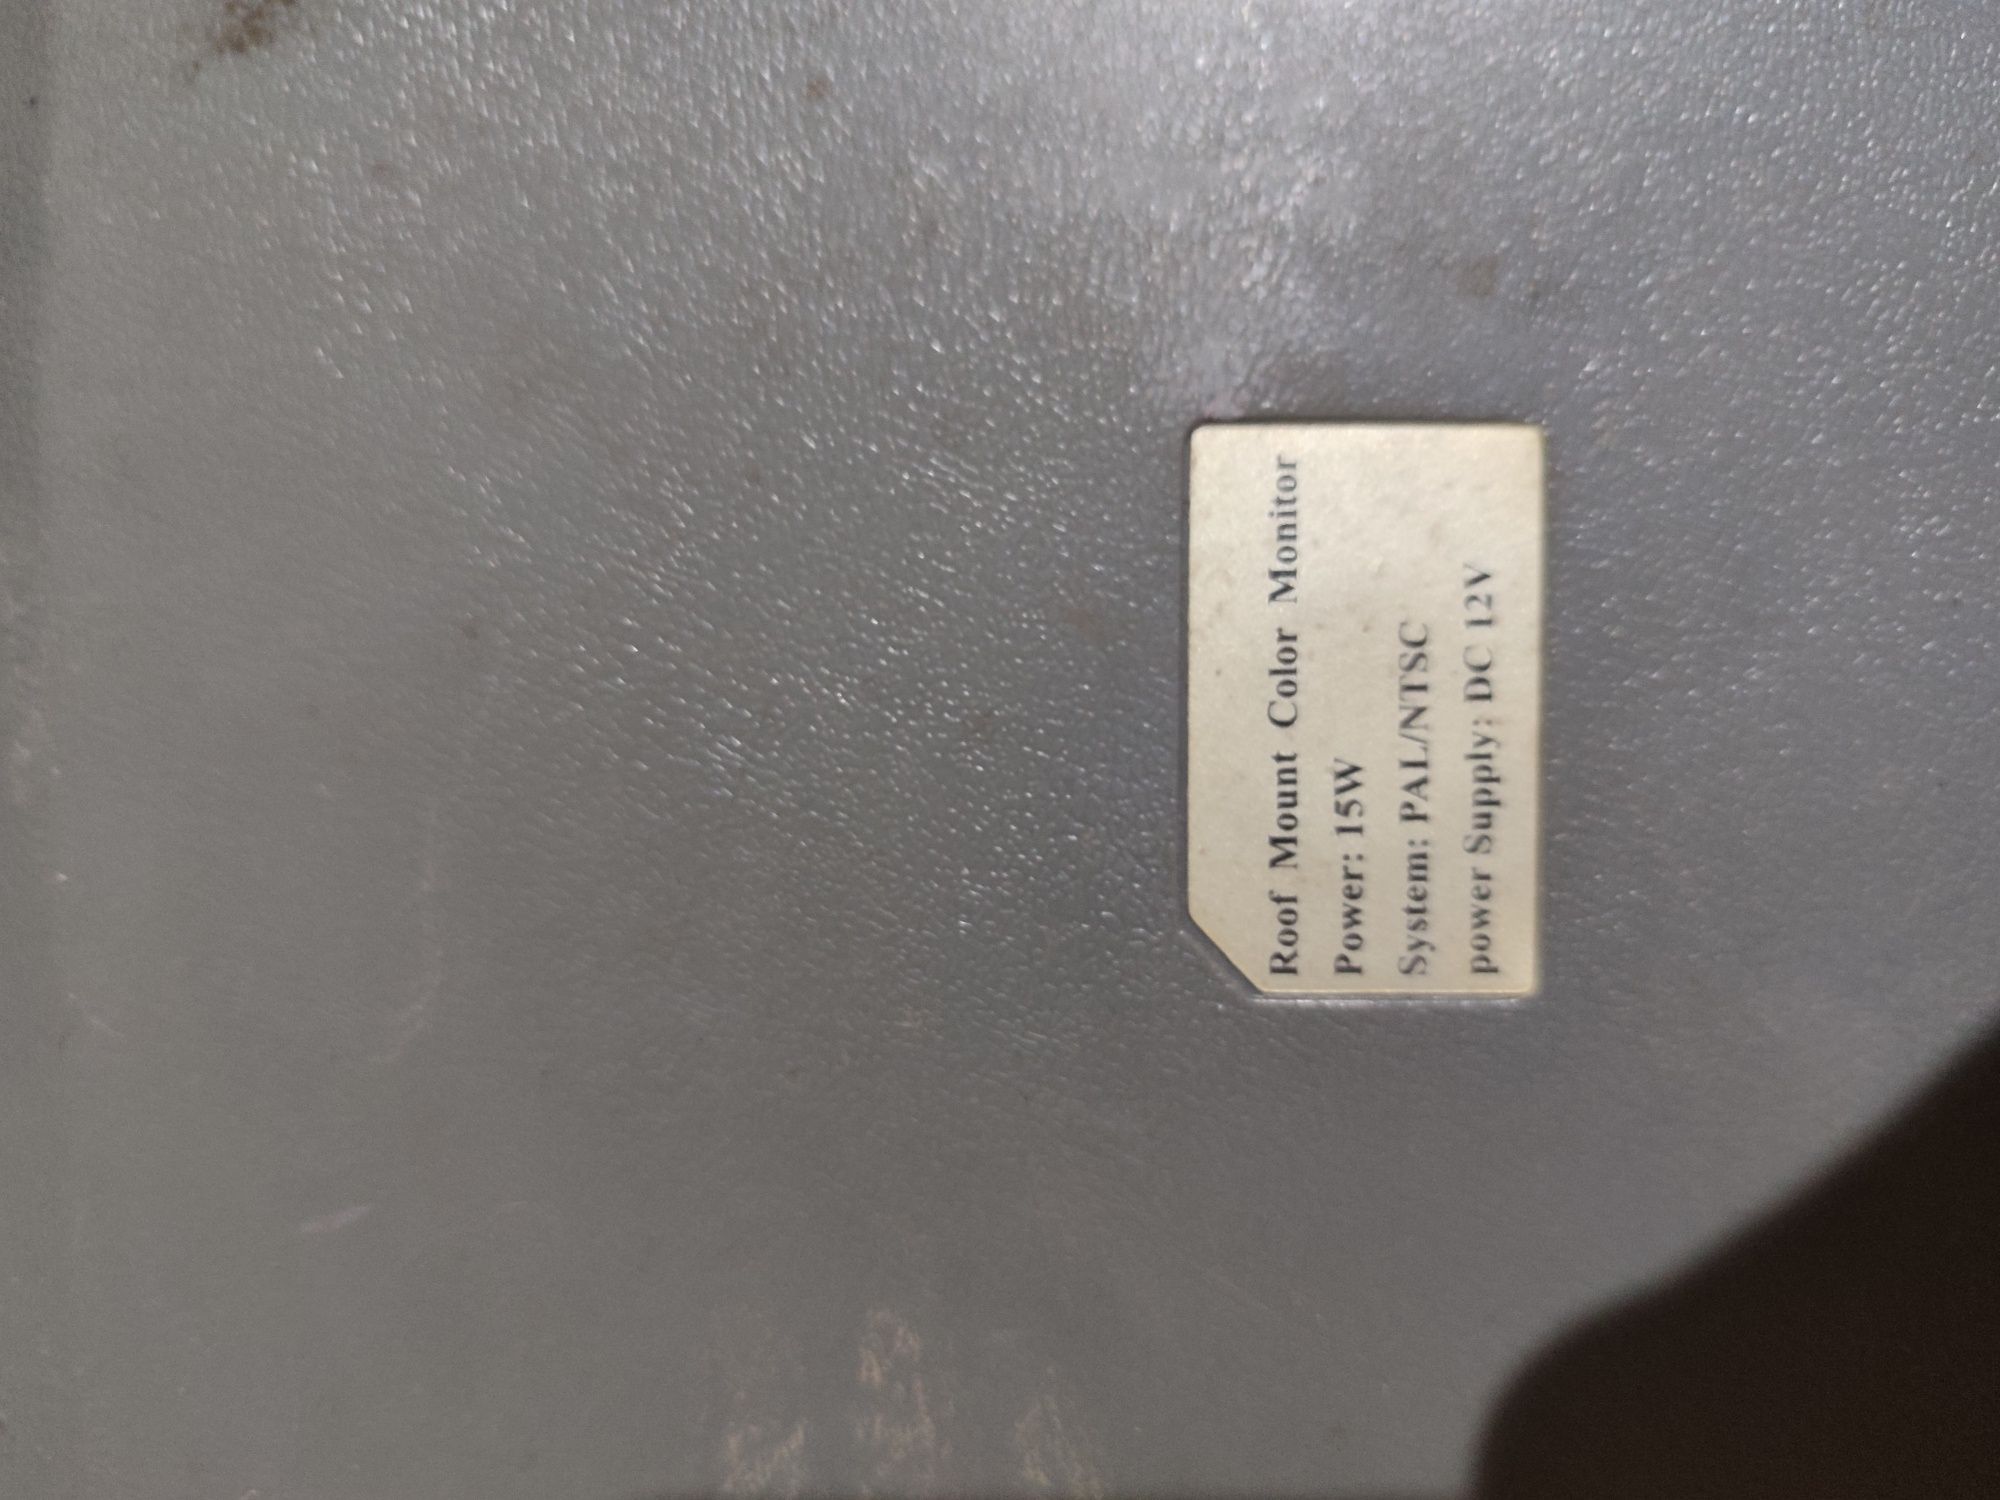 Roof Mount Color Monitor
Power: 15W
System: PAL/NTSC
power Supply: DC 12V